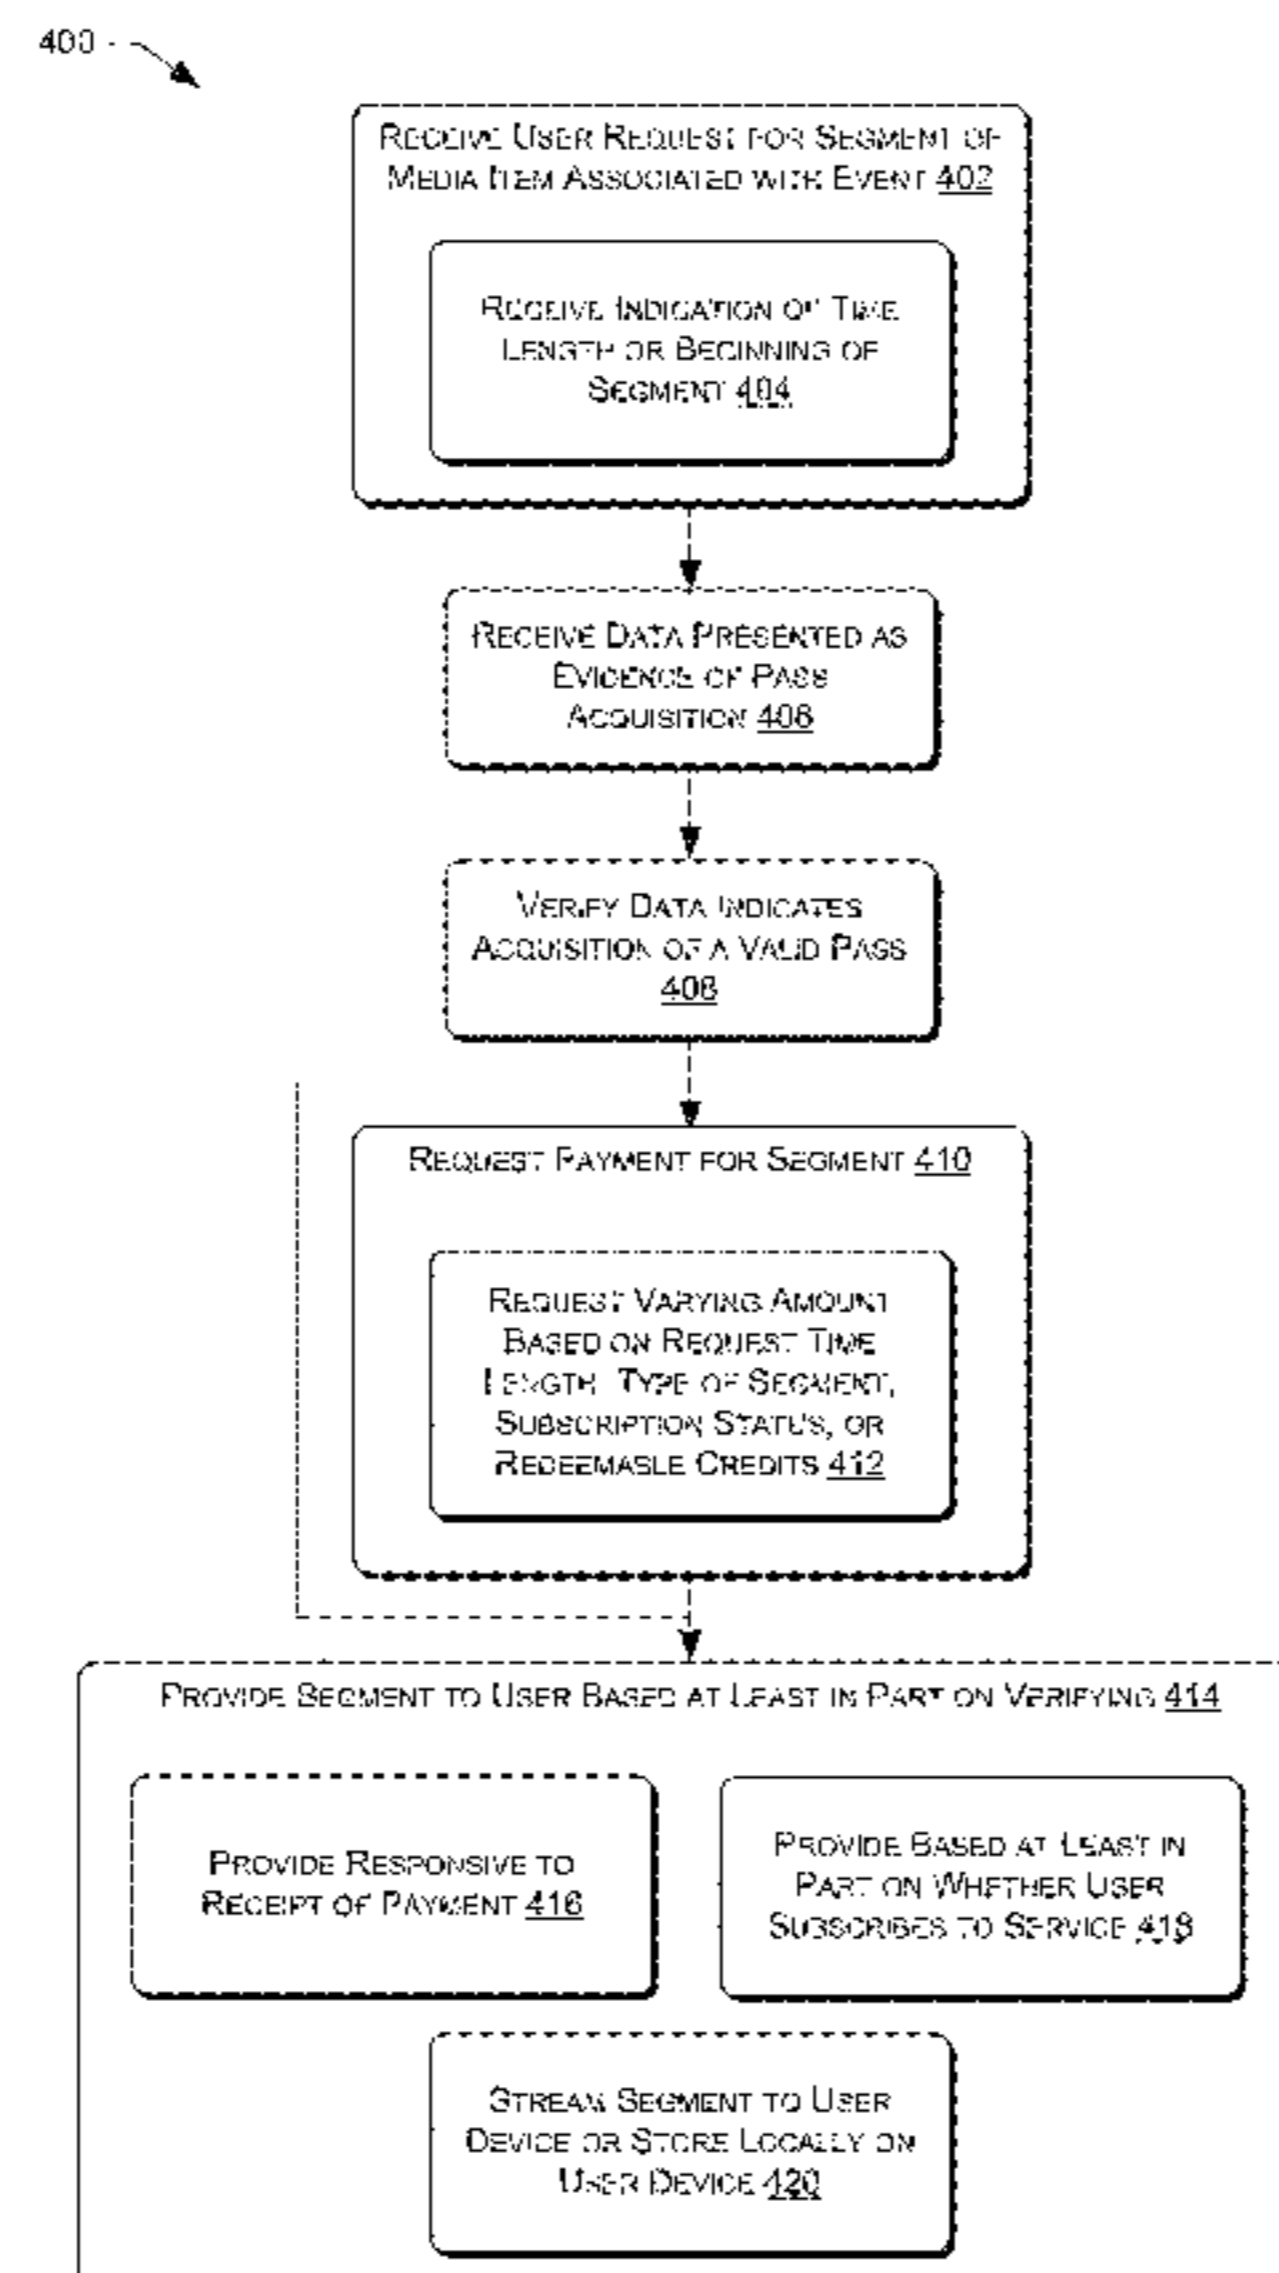 400
RECEIVE USER REQUEST FOR SEGMENT OF
MEDIA ITEM ASSOCIATED WITH EVENT 402
RECEIVE INDICATION OF TIME
LENGTH OR BEGINNING OF
SEGMENT 404
RECEIVE DATA PRESENTED AS
EVIDENCE OF PASS
ACQUISITION 406
VERIFY DATA INDICATES
ACQUISITION OF A VALID PASS
408
REQUEST PAYMENT FOR SEGMENT 410
REQUEST VARYING AMOUNT
BASED ON REQUEST TIME
LENGTH, TYPE OF SEGMENT,
SUBSCRIPTION STATUS, OR
REDEEMABLE CREDITS 412
PROVIDE SEGMENT TO USER BASED AT LEAST IN PART ON VERIFYING 414
PROVIDE RESPONSIVE TO
RECEIPT OF PAYMENT 416
PROVIDE BASED AT LEAST IN
PART ON WHETHER USER
SUBSCRIBES TO SERVICE 418
STREAM SEGMENT TO USER
DEVICE OR STORE LOCALLY ON
USER DEVICE 420